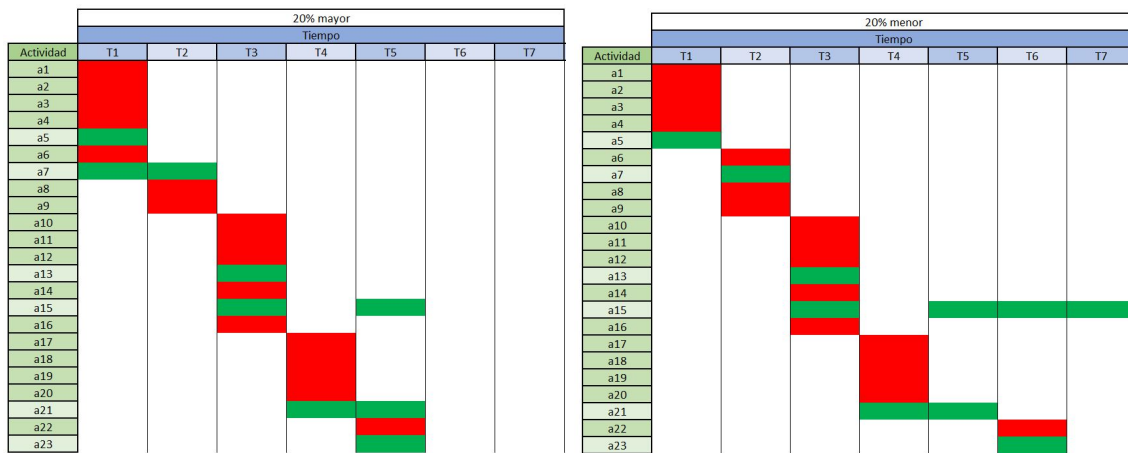 20% mayor
Tiempo
Actividad T1 T2 T3 T4 T5 T6 T7
a1
a2
a3
a4
a5
a6
a7
a8
a9
a10
a11
a12
a13
a14
a15
a16
a17
a18
a19
a20
a21
a22
a23
20% menor
Tiempo
Actividad T1 T2 T3 T4 T5 T6 T7
a1
a2
a3
a4
a5
a6
a7
a8
a9
a10
a11
a12
a13
a14
a15
a16
a17
a18
a19
a20
a21
a22
a23